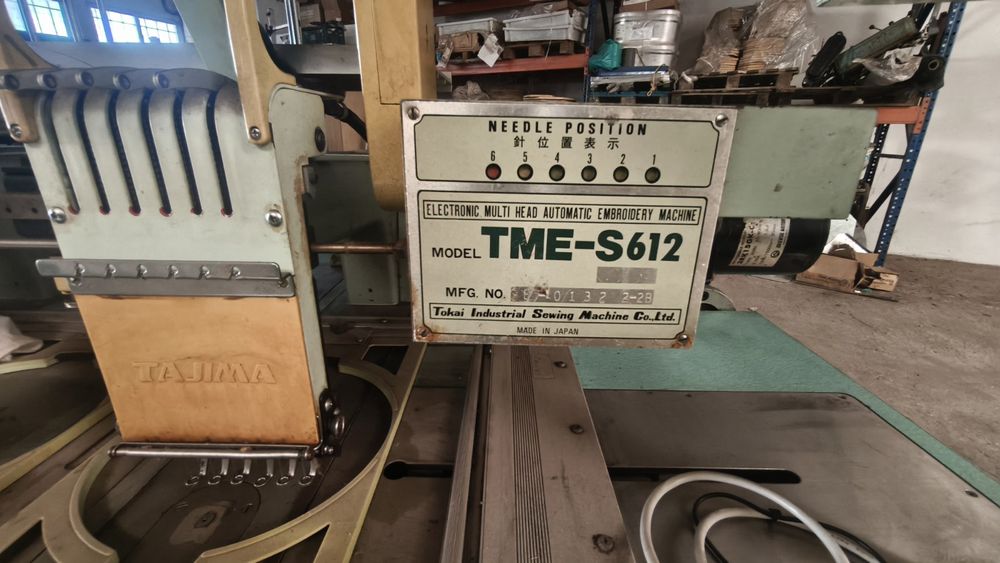 NEEDLE POSITION
針位置表示
6 5 4 3 2 1
ELECTRONIC MULTI HEAD AUTOMATIC EMBROIDERY MACHINE
MODEL TME-S612
MFG. NO.
Tokai Industrial Sewing Machine Co., Ltd.
MADE IN JAPAN
TAJIMA